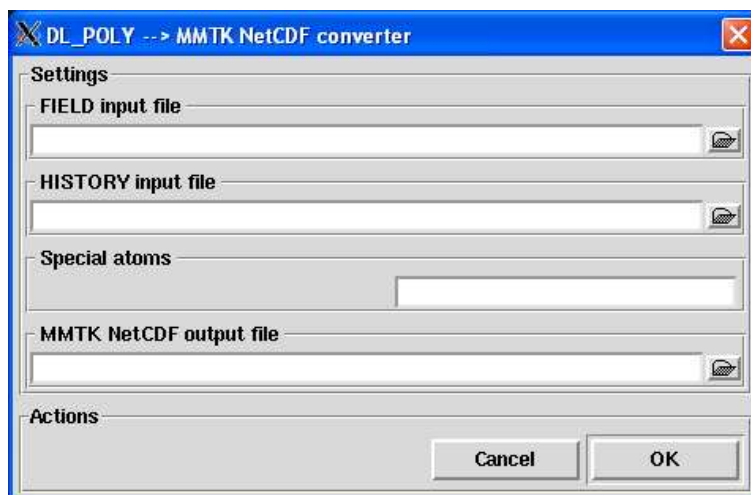 DL_POLY --> MMTK NetCDF converter
Settings
FIELD input file
HISTORY input file
Special atoms
MMTK NetCDF output file
Actions
Cancel OK